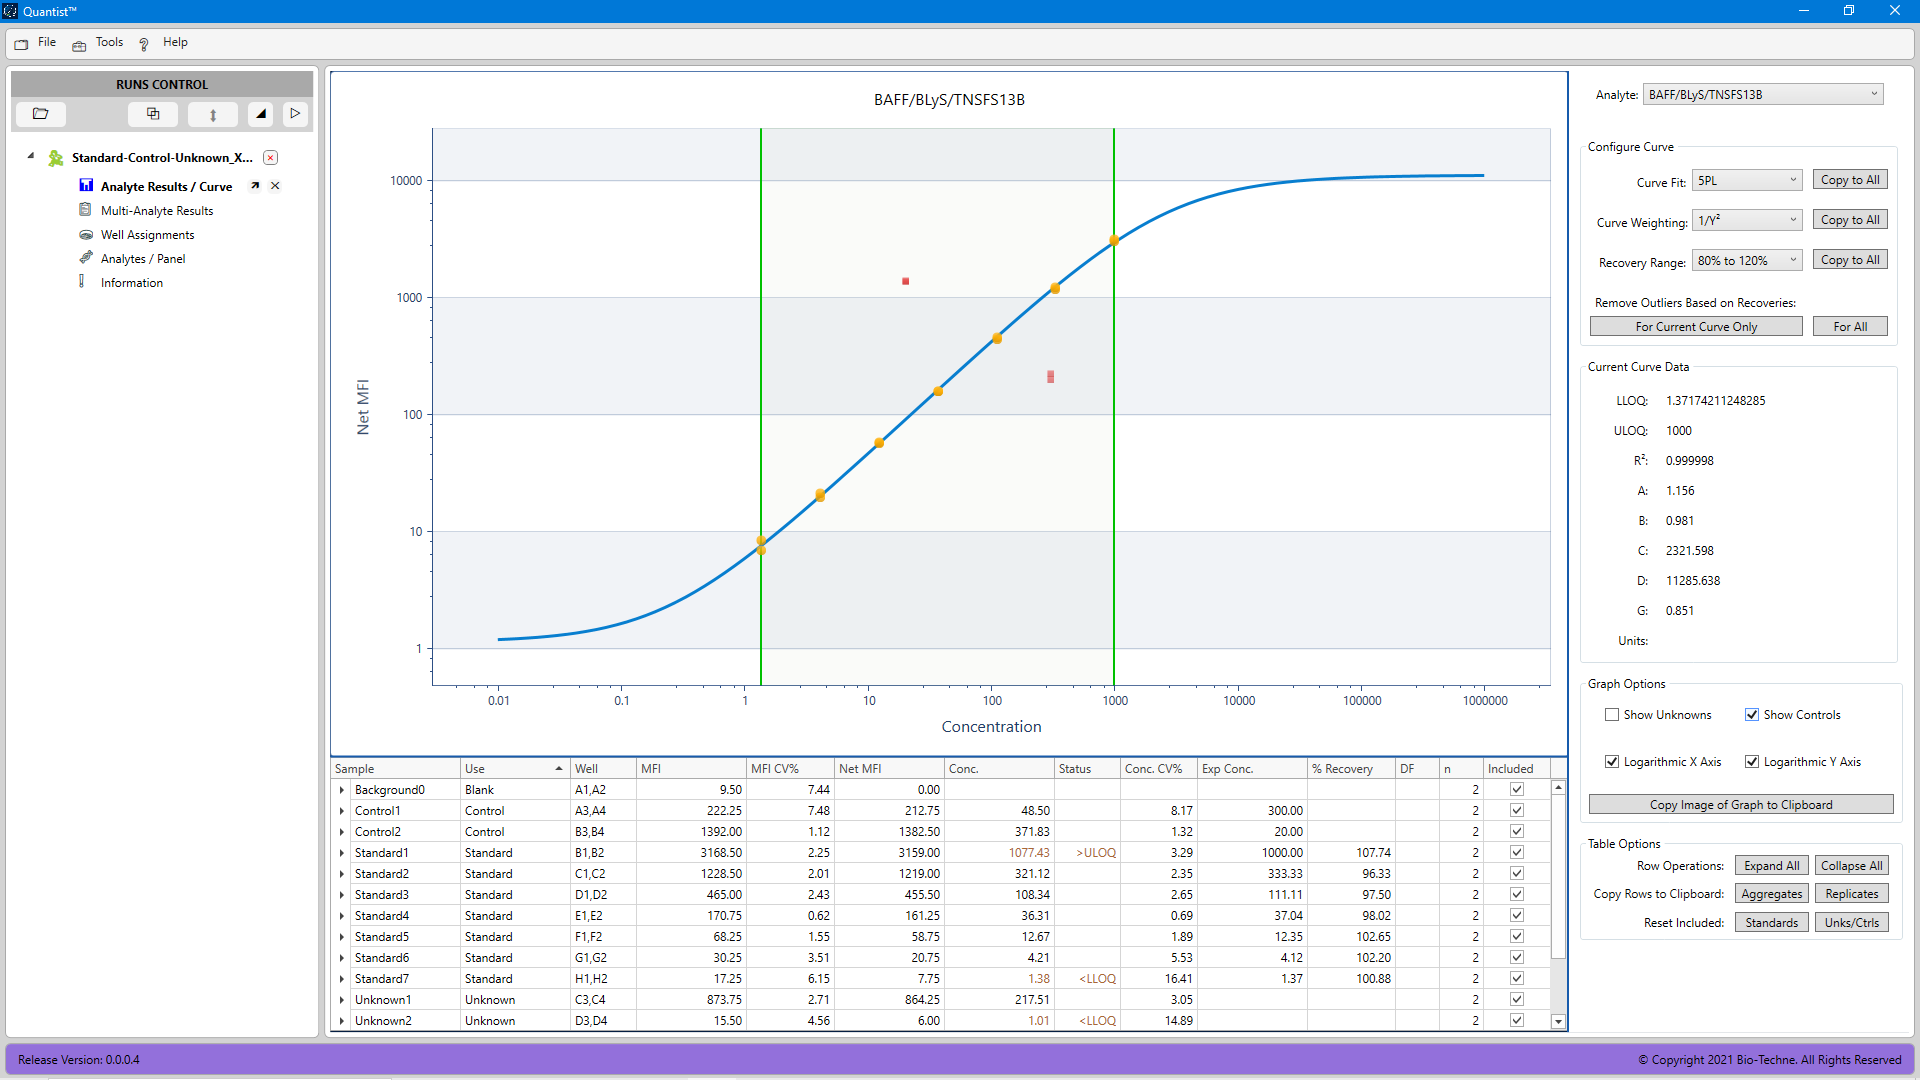 Quantist™
File Tools Help
RUNS CONTROL
Standard-Control-Unknown_X...
Analyte Results / Curve
Multi-Analyte Results
Well Assignments
Analytes / Panel
Information
BAFF/BLyS/TNSFS13B
Net MFI
10000
1000
100
10
1
0.01 0.1 1 10 100 1000 10000 100000 1000000
Concentration
Sample Use Well MFI MFI CV% Net MFI Conc. Status Conc. CV% Exp Conc. % Recovery DF n Included
Background0 Blank A1,A2 9.50 7.44 0.00 2
Control1 Control A3,A4 222.25 7.48 212.75 48.50 8.17 300.00 2
Control2 Control B3,B4 1392.00 1.12 1382.50 371.83 1.32 20.00 2
Standard1 Standard B1,B2 3168.50 2.25 3159.00 1077.43 >ULOQ 3.29 1000.00 107.74 2
Standard2 Standard C1,C2 1228.50 2.01 1219.00 321.12 2.35 333.33 96.33 2
Standard3 Standard D1,D2 465.00 2.43 455.50 108.34 2.65 111.11 97.50 2
Standard4 Standard E1,E2 170.75 0.62 161.25 36.31 0.69 37.04 98.02 2
Standard5 Standard F1,F2 68.25 1.55 58.75 12.67 1.89 12.35 102.65 2
Standard6 Standard G1,G2 30.25 3.51 20.75 4.21 5.53 4.12 102.20 2
Standard7 Standard H1,H2 17.25 6.15 7.75 1.38 <LLOQ 16.41 1.37 100.88 2
Unknown1 Unknown C3,C4 873.75 2.71 864.25 217.51 3.05 2
Unknown2 Unknown D3,D4 15.50 4.56 6.00 1.01 <LLOQ 14.89 2
Analyte: BAFF/BLyS/TNSFS13B
Configure Curve
Curve Fit: 5PL Copy to All
Curve Weighting: 1/Y² Copy to All
Recovery Range: 80% to 120% Copy to All
Remove Outliers Based on Recoveries:
For Current Curve Only For All
Current Curve Data
LLOQ: 1.37174211248285
ULOQ: 1000
R²: 0.999998
A: 1.156
B: 0.981
C: 2321.598
D: 11285.638
G: 0.851
Units:
Graph Options
Show Unknowns Show Controls
Logarithmic X Axis Logarithmic Y Axis
Copy Image of Graph to Clipboard
Table Options
Row Operations: Expand All Collapse All
Copy Rows to Clipboard: Aggregates Replicates
Reset Included: Standards Unks/Ctrls
Release Version: 0.0.0.4
© Copyright 2021 Bio-Techne. All Rights Reserved